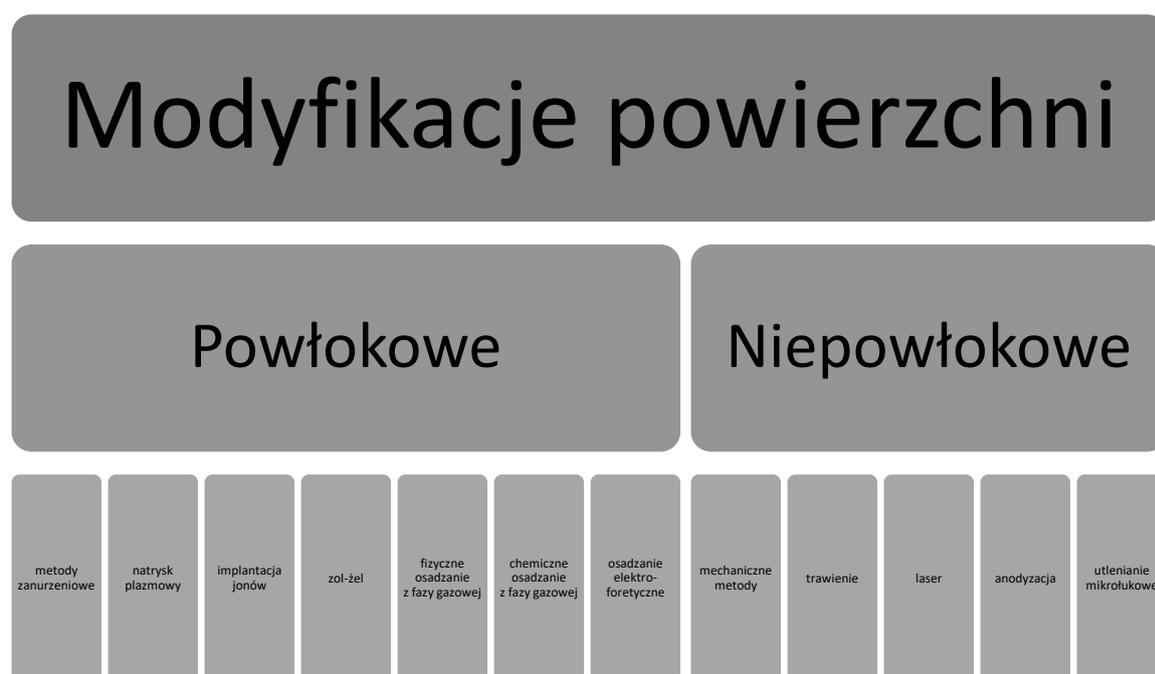 Modyfikacje powierzchni
Powłokowe
Niepowłokowe
metody
zanurzeniowe
natrysk
plazmowy
implantacja
jonów
zol-żel
fizyczne
osadzanie
z fazy gazowej
chemiczne
osadzanie
z fazy gazowej
osadzanie
elektro-
foretyczne
mechaniczne
metody
trawienie
laser
anodyzacja
utlenianie
mikrołukowe